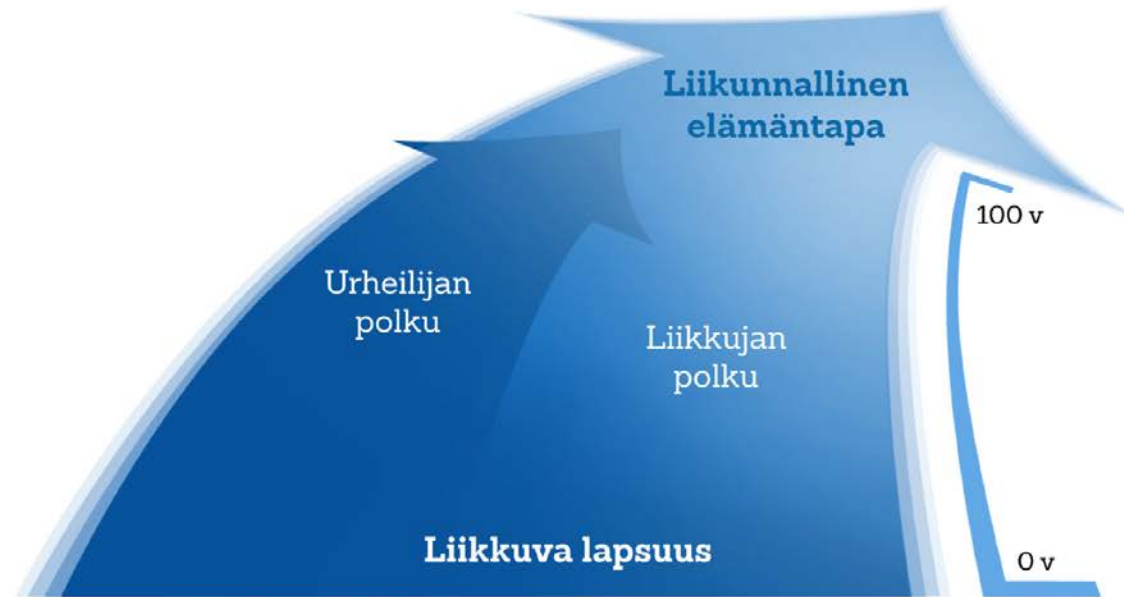 Liikunnallinen
elämäntapa
100 v
Urheilijan
polku
Liikkujan
polku
Liikkuva lapsuus
0 v